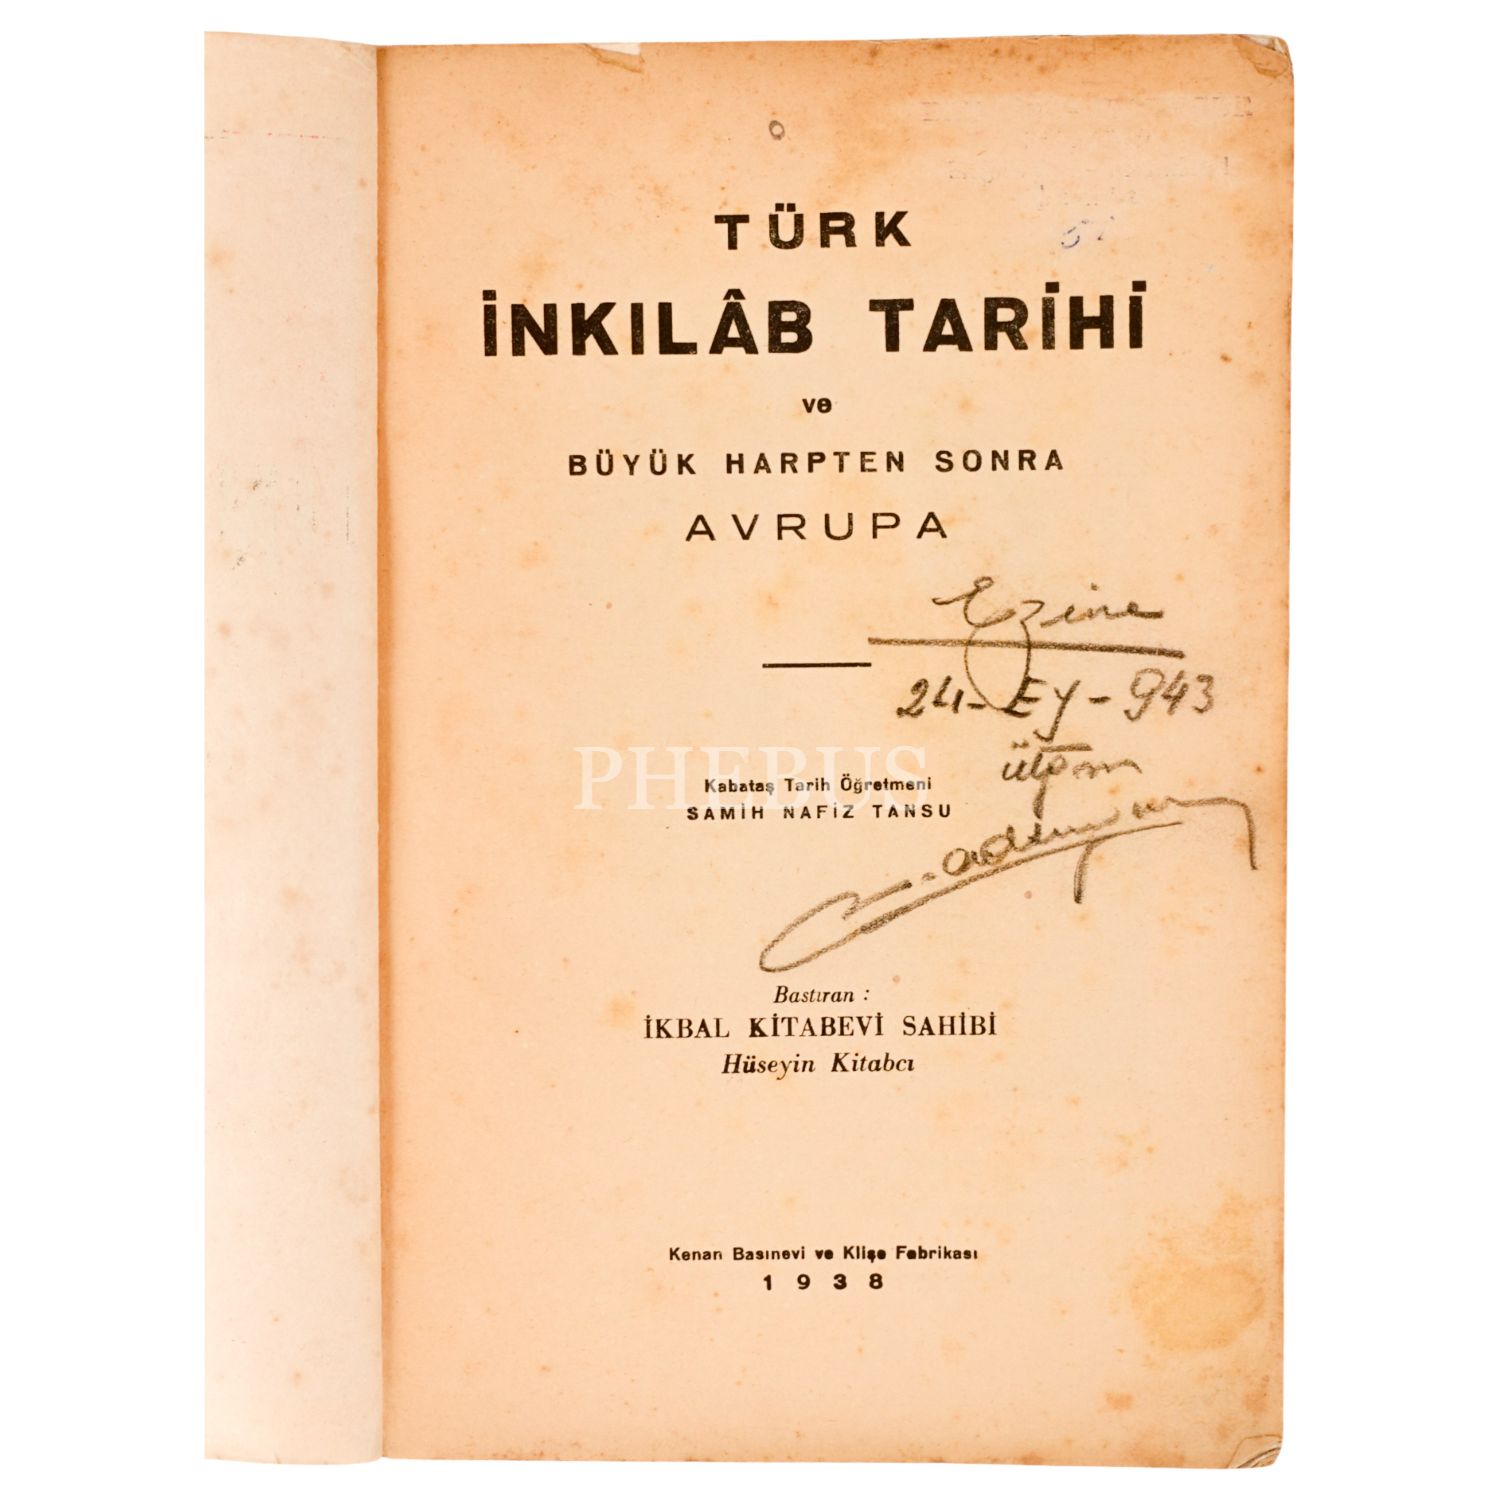 TÜRK
İNKILÂB TARİHİ
ve
BÜYÜK HARPTEN SONRA
AVRUPA
Ezine
24-Ey-943
PHEBUS
Kabataş Tarih Öğretmeni
SAMİH NAFİZ TANSU
Bastıran :
İKBAL KİTABEVİ SAHİBİ
Hüseyin Kitabcı
Kenan Basınevi ve Klişe Fabrikası
1938